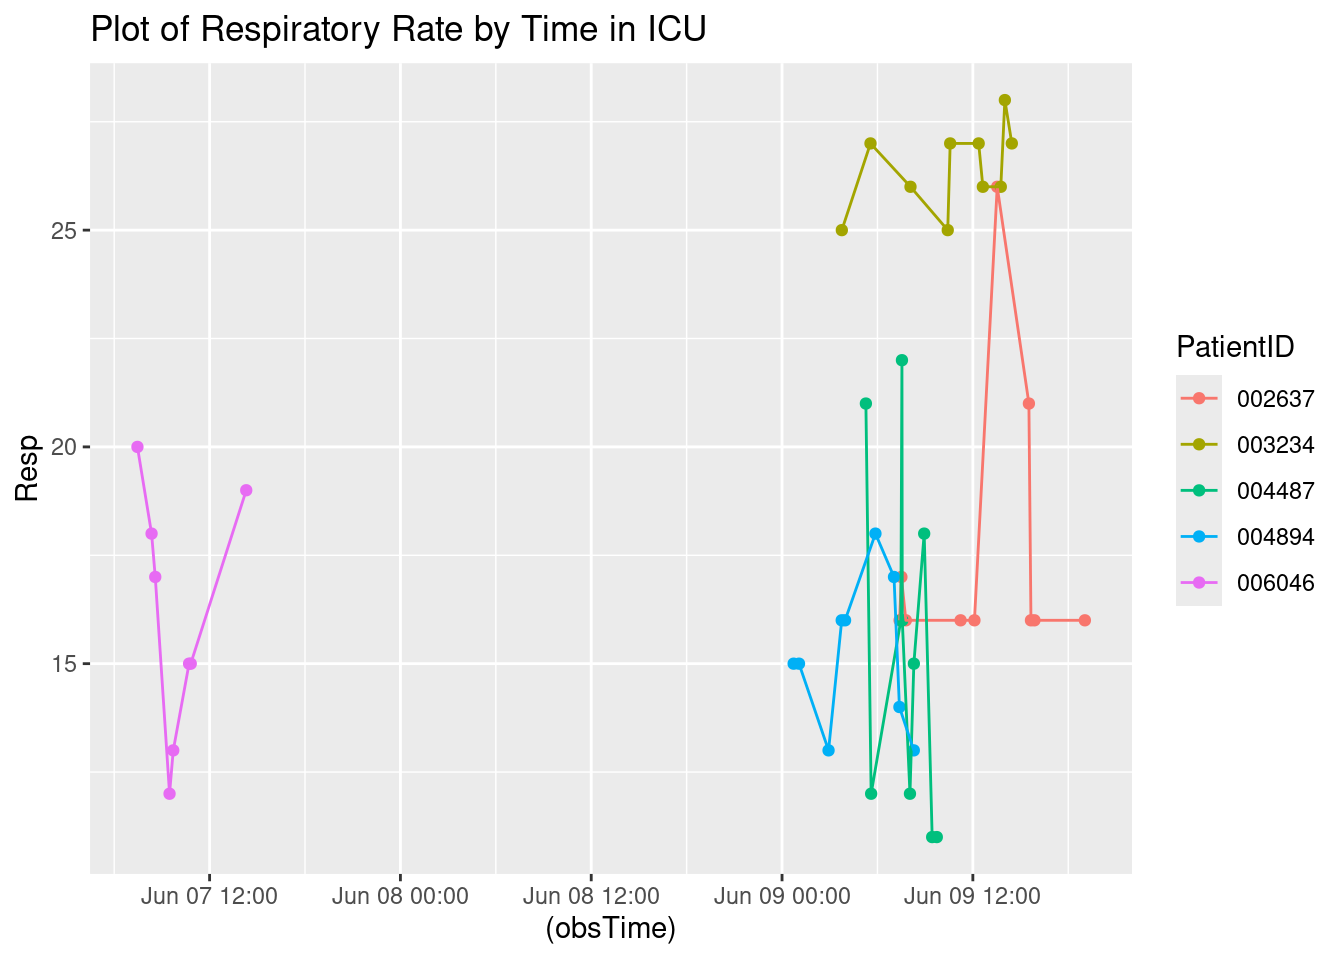 Plot of Respiratory Rate by Time in ICU
25
20
15
Resp
Jun 07 12:00
Jun 08 00:00
Jun 08 12:00
Jun 09 00:00
Jun 09 12:00
(obsTime)
PatientID
002637
003234
004487
004894
006046